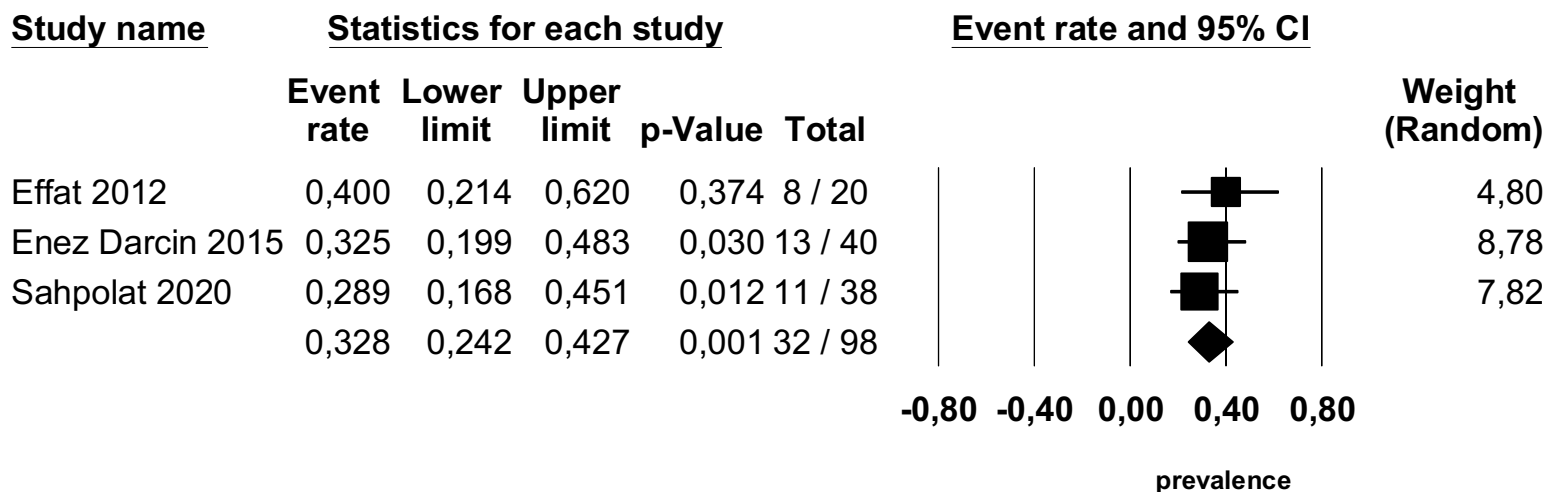 Study name Statistics for each study Event rate and 95% CI
Event Lower Upper Weight
rate limit limit p-Value Total (Random)
Effat 2012 0,400 0,214 0,620 0,374 8 / 20 4,80
Enez Darcin 2015 0,325 0,199 0,483 0,030 13 / 40 8,78
Sahpolat 2020 0,289 0,168 0,451 0,012 11 / 38 7,82
0,328 0,242 0,427 0,001 32 / 98
-0,80 -0,40 0,00 0,40 0,80
prevalence